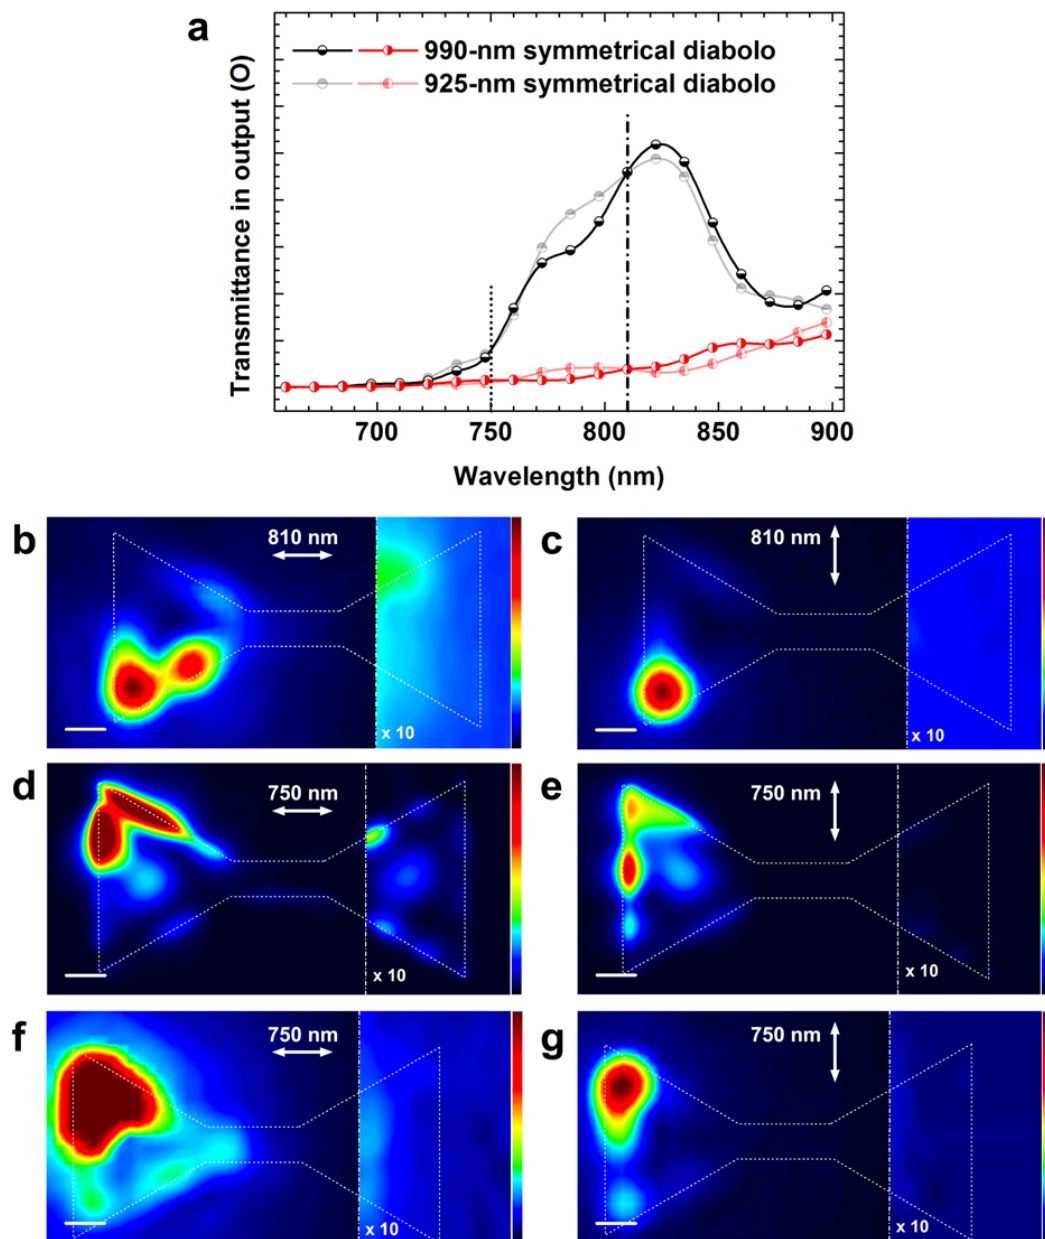 a
990-nm symmetrical diabolo
925-nm symmetrical diabolo
Transmittance in output (O)
700 750 800 850 900
Wavelength (nm)
b
810 nm
x 10
c
810 nm
x 10
d
750 nm
x 10
e
750 nm
x 10
f
750 nm
x 10
g
750 nm
x 10